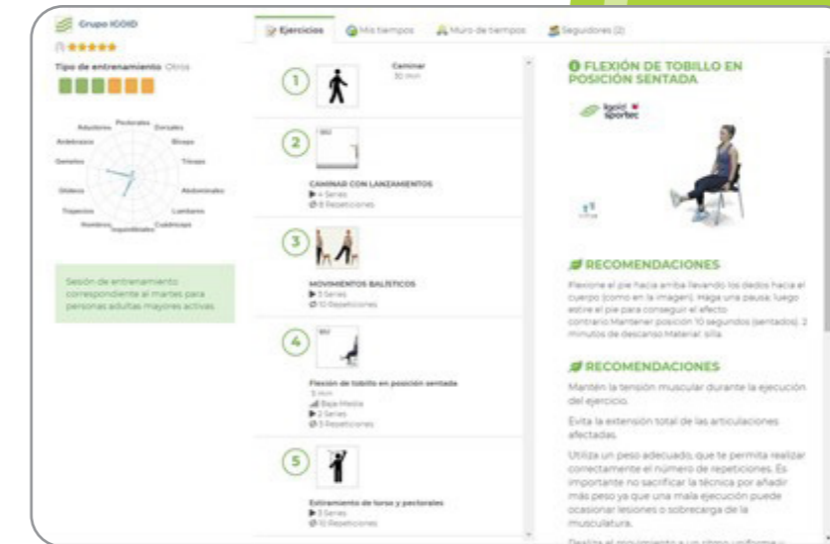 Grupo IGOID
Tipo de entrenamiento Otros
Pectorales
Dorsales
Bíceps
Tríceps
Abdominales
Lumbares
Cuádriceps
Isquiotibiales
Hombros
Trapecios
Glúteos
Gemelos
Antebrazos
Aductores
Sesión de entrenamiento
correspondiente al martes para
personas adultas mayores activas.
Ejercicios
Mis tiempos
Muro de tiempos
Seguidores (2)
1
Caminar
30 min
2
CAMINAR CON LANZAMIENTOS
4 Series
8 Repeticiones
3
MOVIMIENTOS BALÍSTICOS
3 Series
10 Repeticiones
4
Flexión de tobillo en posición sentada
Baja-Media
2 Series
5
Estiramiento de torso y pectorales
3 Series
10 Repeticiones
FLEXIÓN DE TOBILLO EN
POSICIÓN SENTADA
igoid
sportec
RECOMENDACIONES
Flexione el pie hacia arriba llevando los dedos hacia el
cuerpo (como en la imagen). Haga una pausa; luego
estire el pie para conseguir el efecto
contrario.Mantener posición 10 segundos (sentados). 2
minutos de descanso.Material: silla.
RECOMENDACIONES
Mantén la tensión muscular durante la ejecución
del ejercicio.
Evita la extensión total de las articulaciones
afectadas.
Utiliza un peso adecuado, que te permita realizar
correctamente el número de repeticiones. Es
importante no sacrificar la técnica por añadir
más peso ya que una mala ejecución puede
ocasionar lesiones o sobrecarga de la
musculatura.
Realiza el movimiento a un ritmo uniforme y